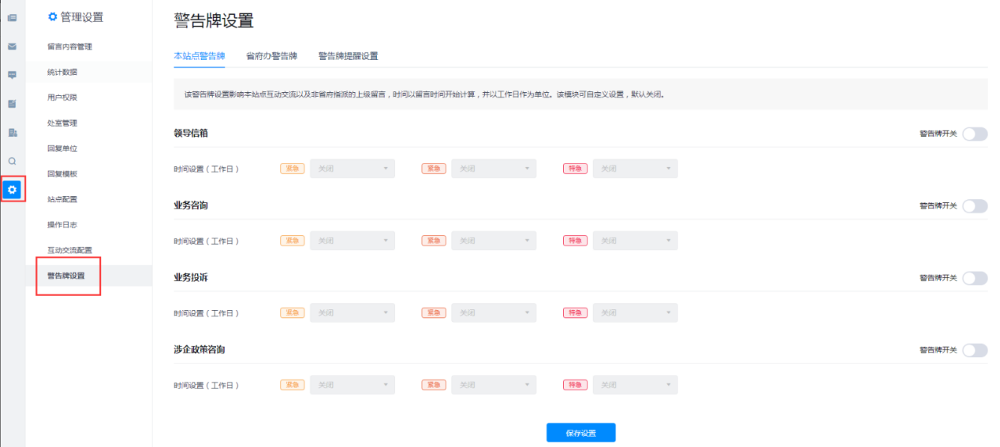 管理设置
留言内容管理
统计数据
用户权限
处室管理
回复单位
回复模板
站点配置
操作日志
互动交流配置
警告牌设置
警告牌设置
本站点警告牌 省府办警告牌 警告牌提醒设置
该警告牌设置影响本站点互动交流以及非省府指派的上级留言，时间以留言时间开始计算，并以工作日作为单位。该模块可自定义设置，默认关闭。
领导信箱 警告牌开关
时间设置（工作日） 紧急 关闭 紧急 关闭 特急 关闭
业务咨询 警告牌开关
时间设置（工作日） 紧急 关闭 紧急 关闭 特急 关闭
业务投诉 警告牌开关
时间设置（工作日） 紧急 关闭 紧急 关闭 特急 关闭
涉企政策咨询 警告牌开关
时间设置（工作日） 紧急 关闭 紧急 关闭 特急 关闭
保存设置